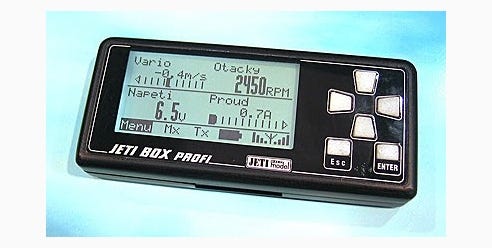 Vario Otacky
-0.4m/s 2450RPM
Napeti Proud
6.5V 0.7A
Menu Mx Tx
JETI BOX PROFI JETI model
Esc ENTER